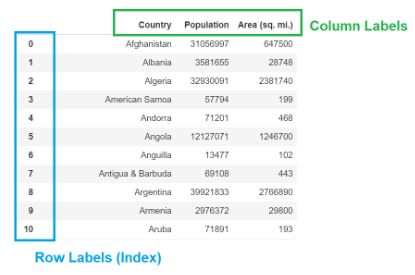 Country Population Area (sq. mi.) Column Labels
0 Afghanistan 31056997 647500
1 Albania 3581655 28748
2 Algeria 32930091 2381740
3 American Samoa 57794 199
4 Andorra 71201 468
5 Angola 12127071 1246700
6 Anguilla 13477 102
7 Antigua & Barbuda 69108 443
8 Argentina 39921833 2766890
9 Armenia 2976372 29800
10 Aruba 71891 193
Row Labels (Index)